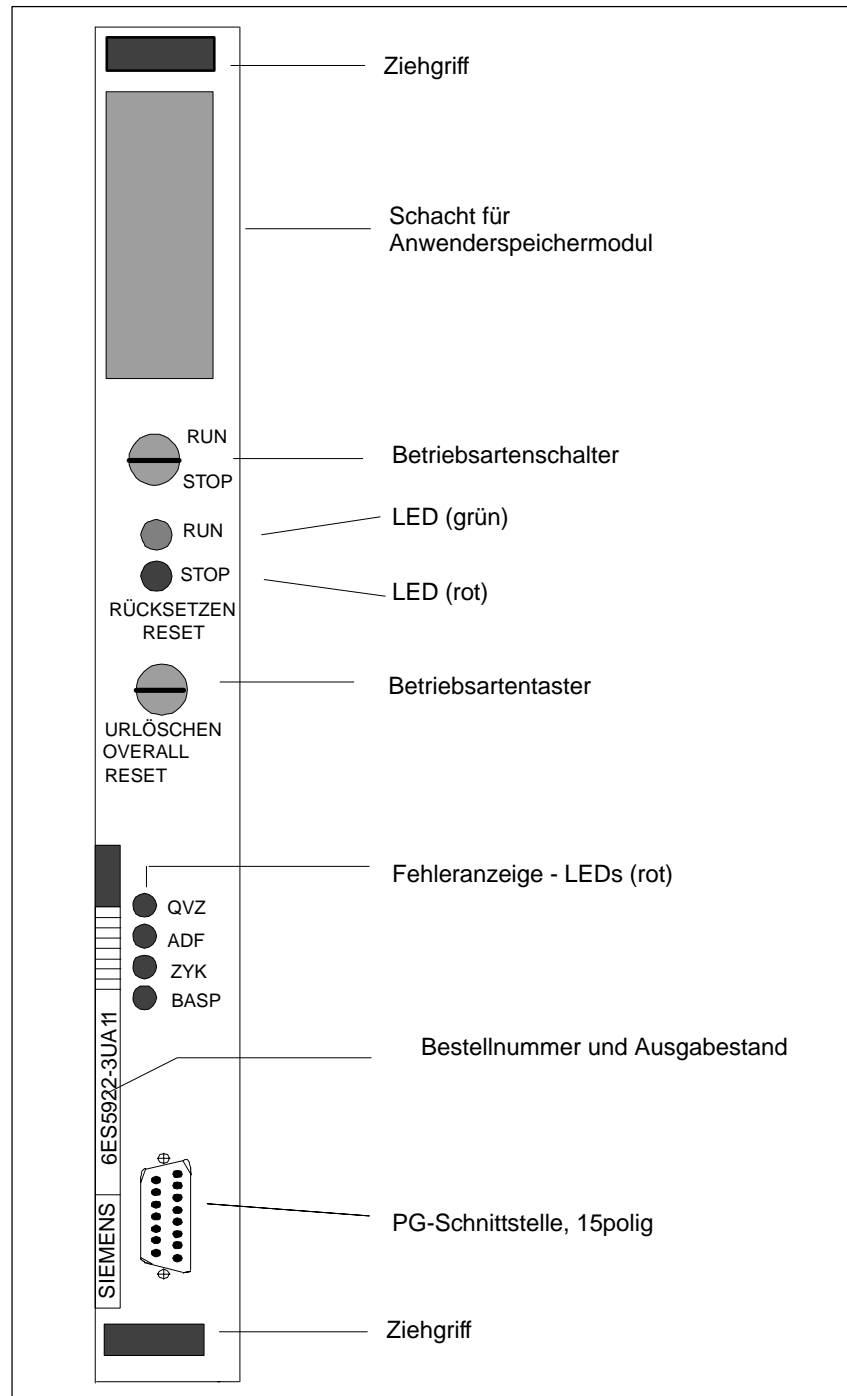 Ziehgriff
Schacht für
Anwenderspeichermodul
RUN
STOP
Betriebsartenschalter
RUN
LED (grün)
STOP
LED (rot)
RÜCKSETZEN
RESET
Betriebsartentaster
URLÖSCHEN
OVERALL
RESET
Fehleranzeige - LEDs (rot)
QVZ
ADF
ZYK
BASP
6ES5922-3UA11
Bestellnummer und Ausgabestand
SIEMENS
PG-Schnittstelle, 15polig
Ziehgriff